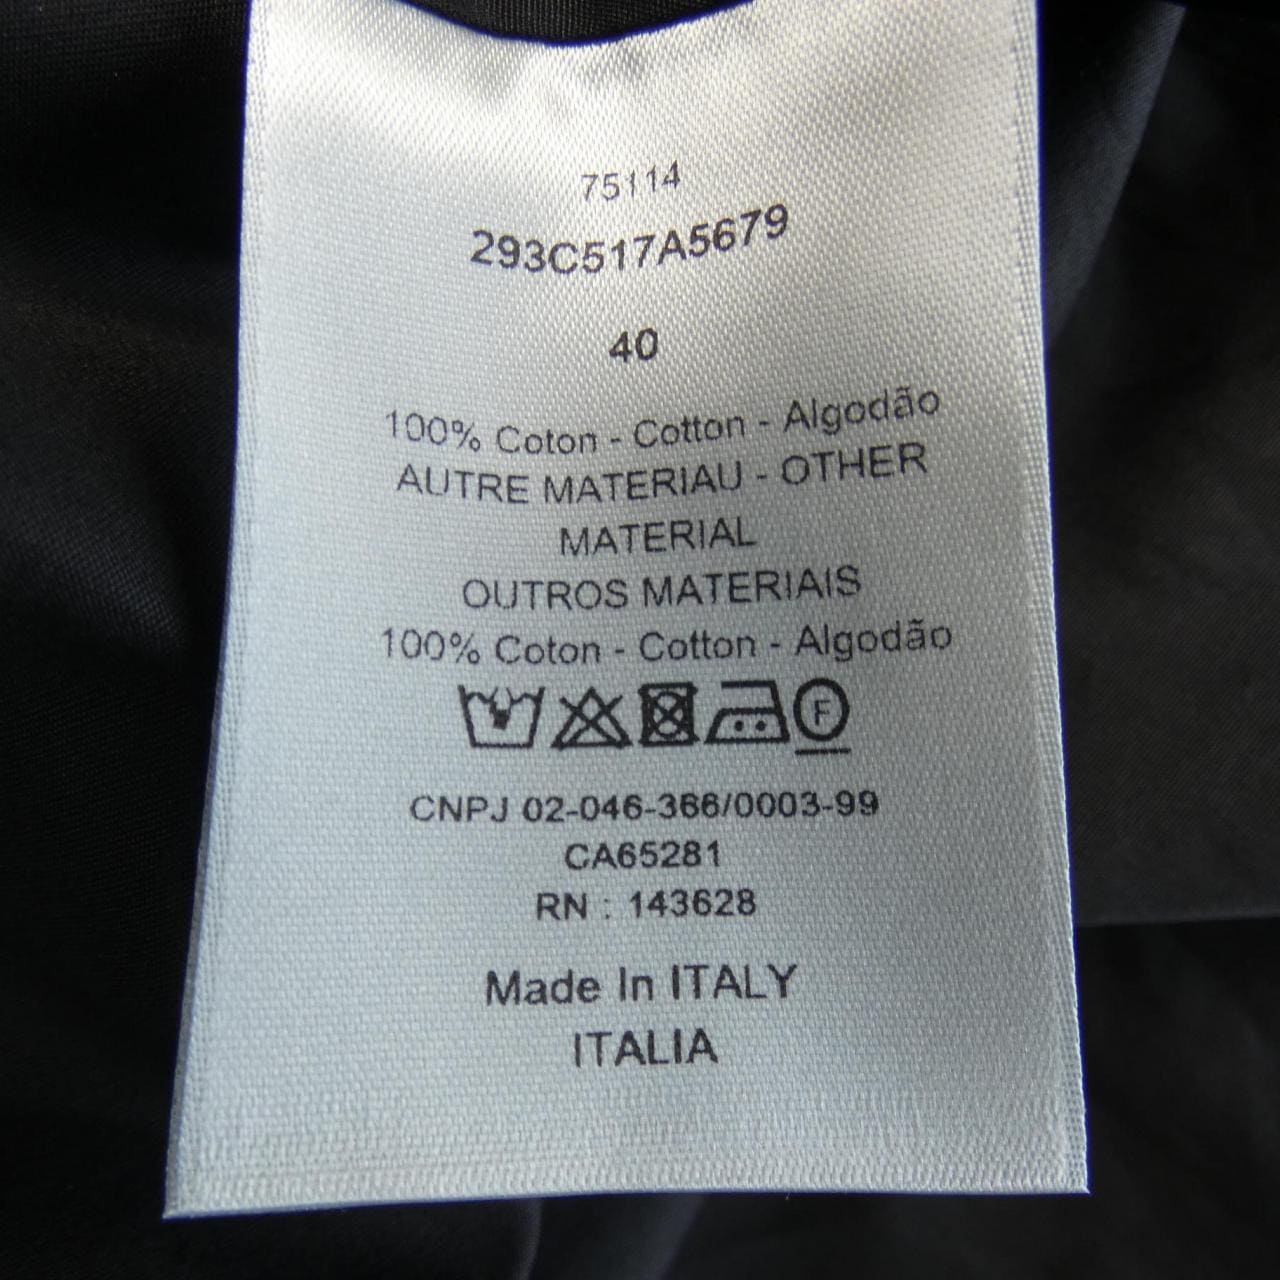 75114
293C517A5679
40
100% Coton - Cotton - Algodão
AUTRE MATERIAU - OTHER
MATERIAL
OUTROS MATERIAIS
100% Coton - Cotton - Algodão
F
CNPJ 02-046-366/0003-99
CA65281
RN : 143628
Made In ITALY
ITALIA